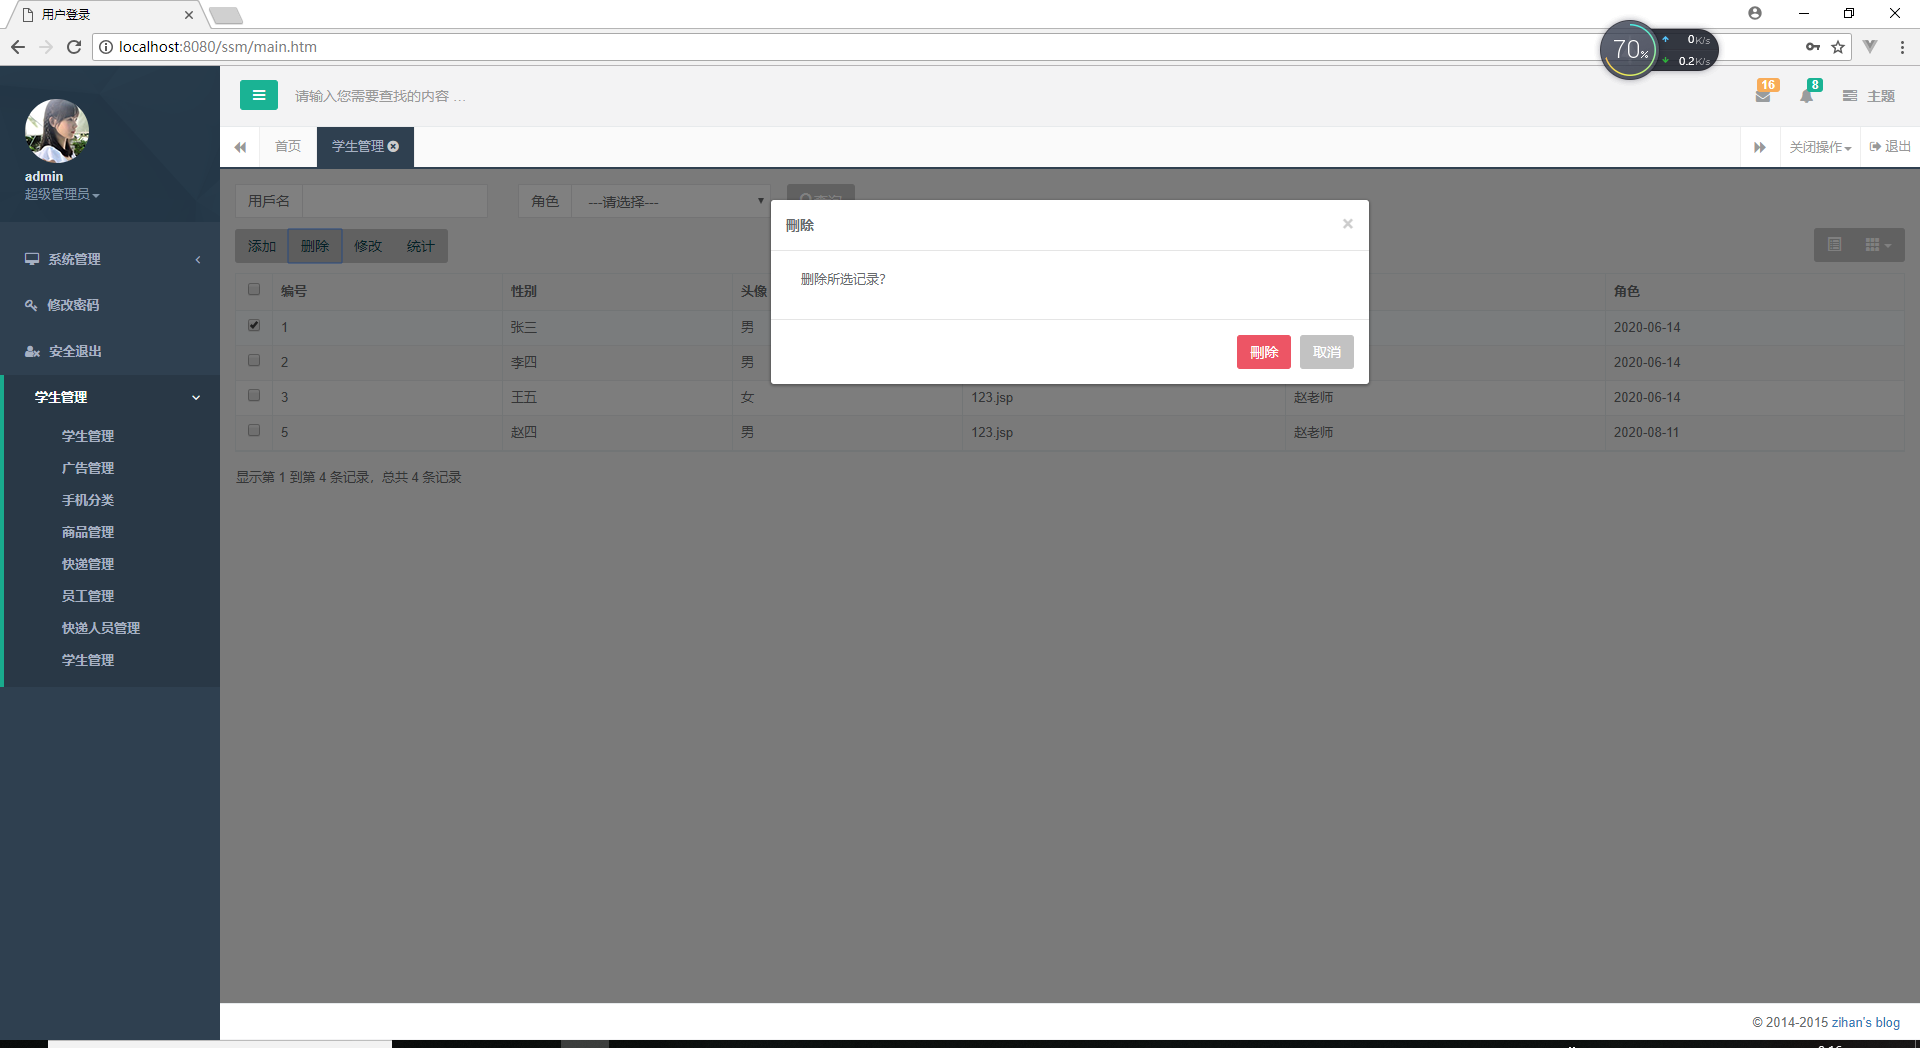 用户登录
localhost:8080/ssm/main.htm
70%
0K/s
0.2K/s
admin
超级管理员
系统管理
修改密码
安全退出
学生管理
学生管理
广告管理
手机分类
商品管理
快递管理
员工管理
快递人员管理
学生管理
请输入您需要查找的内容 …
16
8
主题
首页
学生管理
关闭操作
退出
用戶名
角色
---请选择---
添加
删除
修改
统计
删除
×
删除所选记录?
删除
取消
编号
性别
头像
角色
1
张三
男
2020-06-14
2
李四
男
2020-06-14
3
王五
女
123.jsp
赵老师
2020-06-14
5
赵四
男
123.jsp
赵老师
2020-08-11
显示第 1 到第 4 条记录，总共 4 条记录
© 2014-2015 zihan's blog